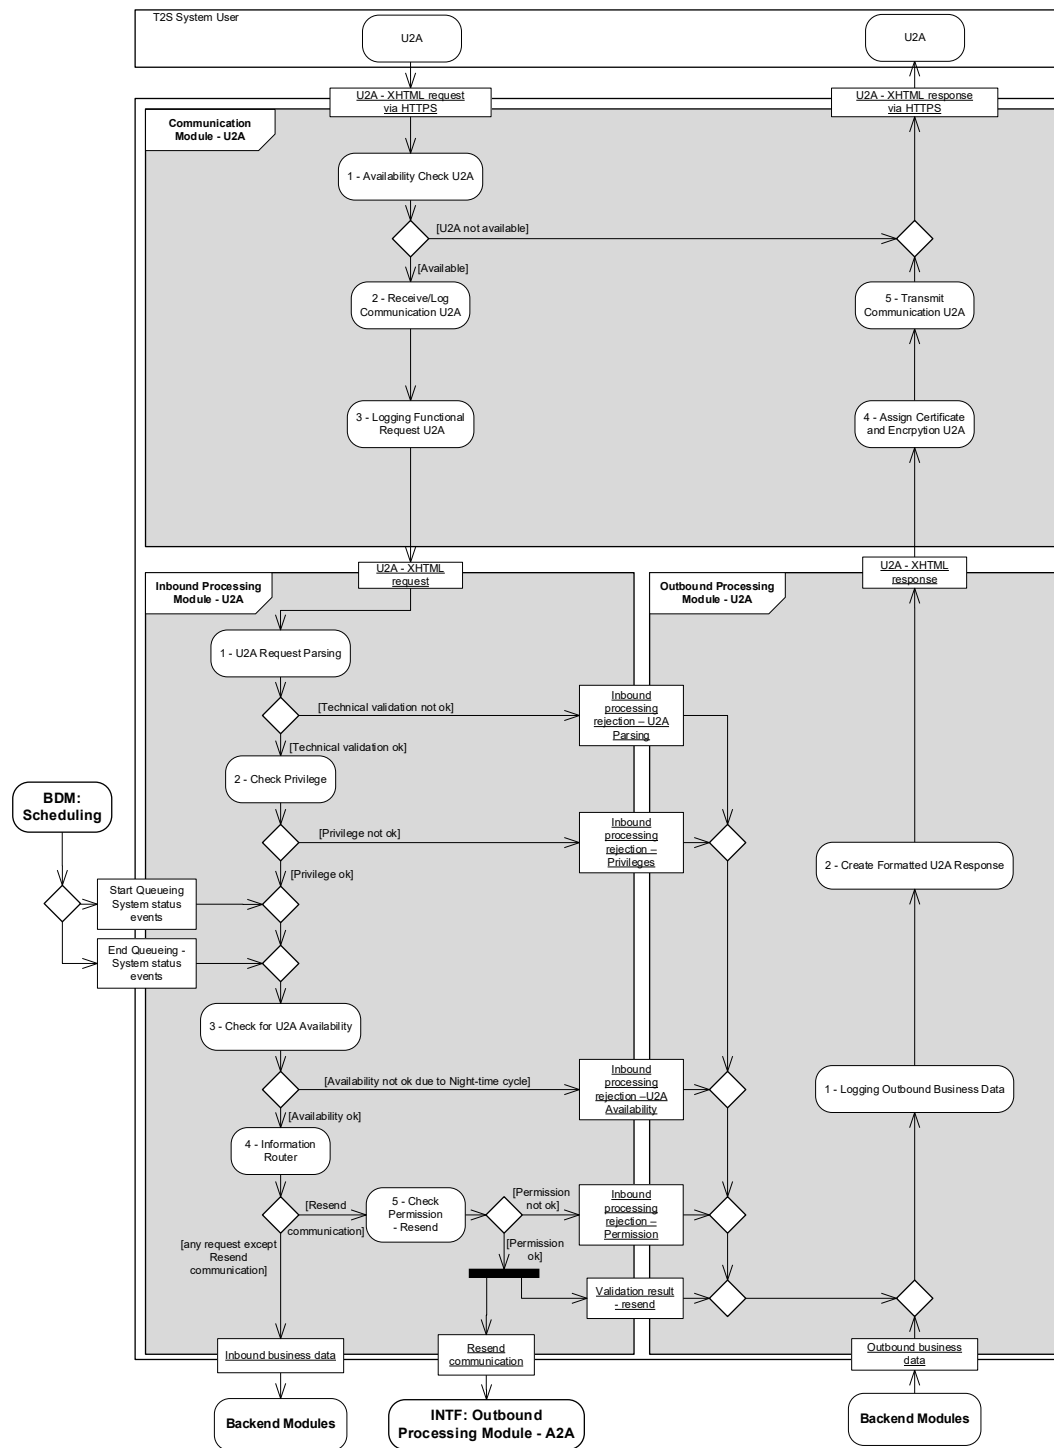 T2S System User
U2A
U2A
U2A - XHTML request
via HTTPS
U2A - XHTML response
via HTTPS
Communication
Module - U2A
1 - Availability Check U2A
[U2A not available]
[Available]
2 - Receive/Log
Communication U2A
5 - Transmit
Communication U2A
3 - Logging Functional
Request U2A
4 - Assign Certificate
and Encrpytion U2A
U2A - XHTML
request
U2A - XHTML
response
Inbound Processing
Module - U2A
Outbound Processing
Module - U2A
1 - U2A Request Parsing
[Technical validation not ok]
Inbound
processing
rejection – U2A
Parsing
[Technical validation ok]
2 - Check Privilege
BDM:
Scheduling
[Privilege not ok]
Inbound
processing
rejection –
Privileges
2 - Create Formatted U2A Response
[Privilege ok]
Start Queueing
System status
events
End Queueing -
System status
events
3 - Check for U2A Availability
[Availability not ok due to Night-time cycle]
Inbound
processing
rejection –U2A
Availability
1 - Logging Outbound Business Data
[Availability ok]
4 - Information
Router
[Resend
communication]
5 - Check
Permission
- Resend
[Permission
not ok]
Inbound
processing
rejection –
Permission
[any request except
Resend
communication]
[Permission
ok]
Validation result
- resend
Inbound business data
Resend
communication
Outbound business
data
Backend Modules
INTF: Outbound
Processing Module - A2A
Backend Modules